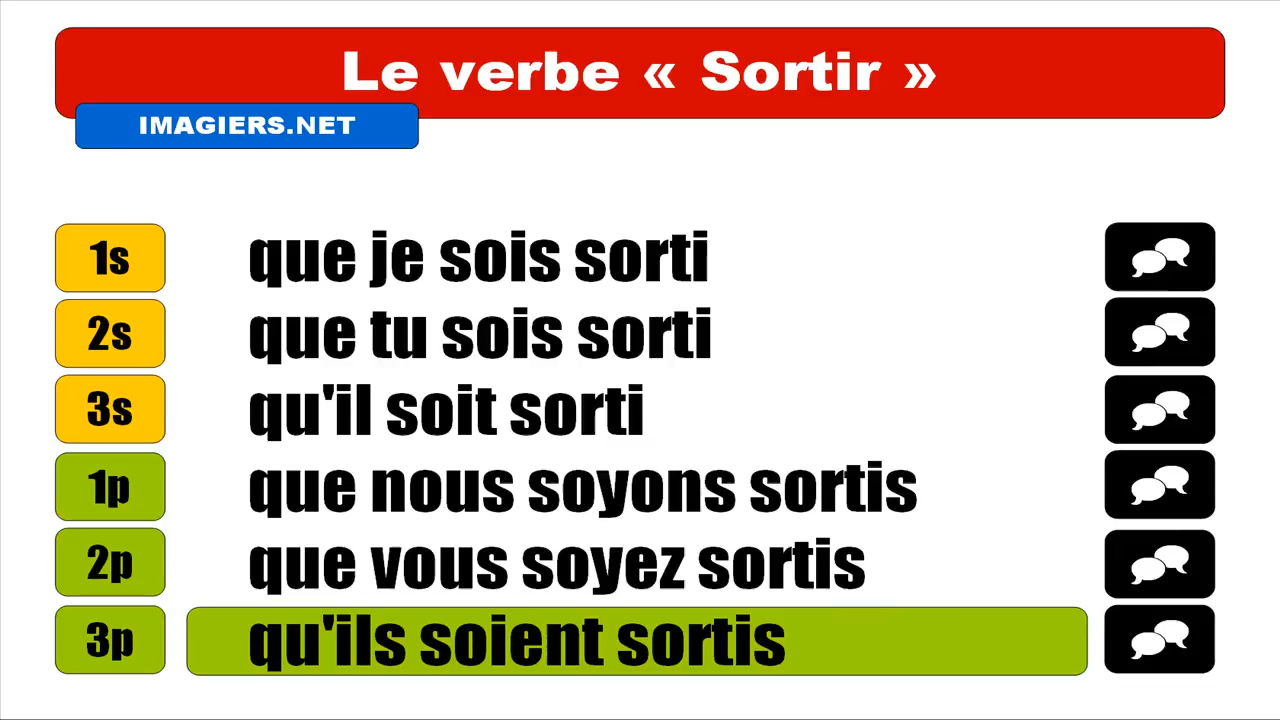 Le verbe « Sortir »
IMAGIERS.NET
1s que je sois sorti
2s que tu sois sorti
3s qu'il soit sorti
1p que nous soyons sortis
2p que vous soyez sortis
3p qu'ils soient sortis